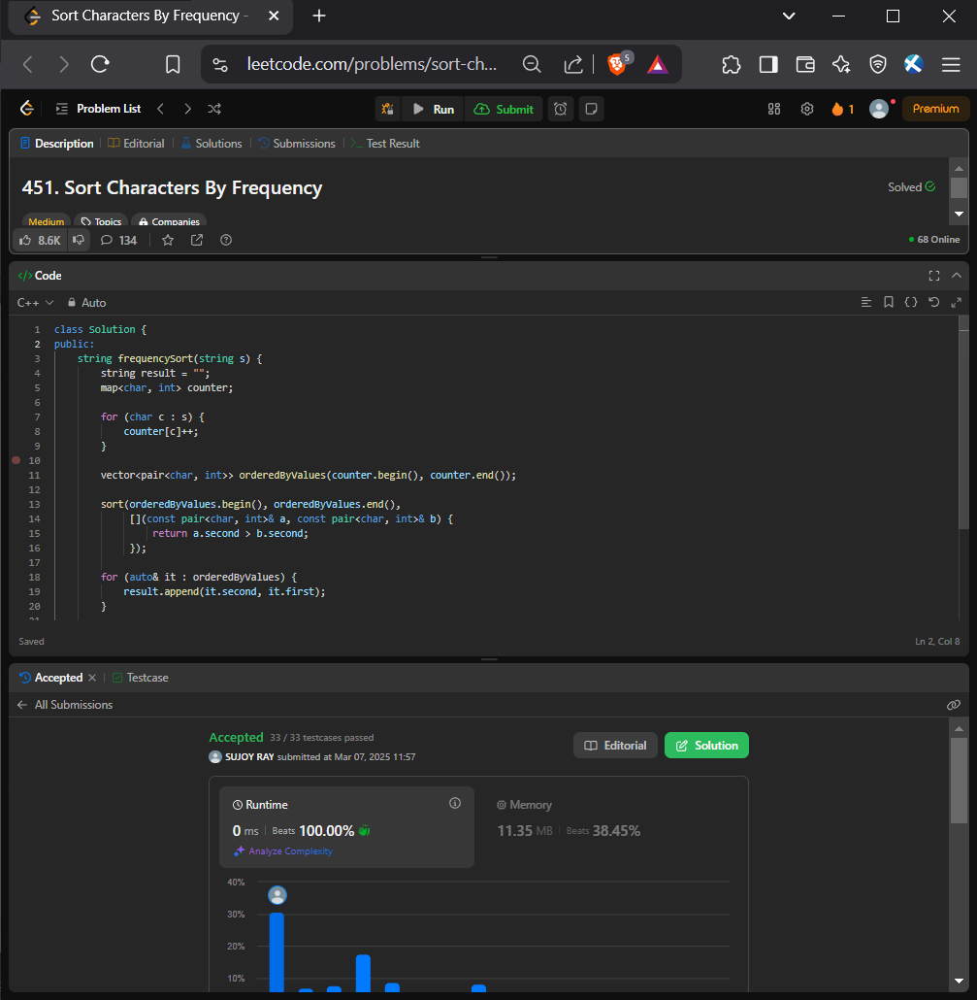 Sort Characters By Frequency -
leetcode.com/problems/sort-ch...
5
Problem List
Run
Submit
1
Premium
Description
Editorial
Solutions
Submissions
Test Result
451. Sort Characters By Frequency
Solved
Medium
Topics
Companies
8.6K
134
68 Online
</> Code
C++
Auto
1 class Solution {
2 public:
3 string frequencySort(string s) {
4 string result = "";
5 map<char, int> counter;
6
7 for (char c : s) {
8 counter[c]++;
9 }
10
11 vector<pair<char, int>> orderedByValues(counter.begin(), counter.end());
12
13 sort(orderedByValues.begin(), orderedByValues.end(),
14 [](const pair<char, int>& a, const pair<char, int>& b) {
15 return a.second > b.second;
16 });
17
18 for (auto& it : orderedByValues) {
19 result.append(it.second, it.first);
20 }
21
Saved
Ln 2, Col 8
Accepted
Testcase
All Submissions
Accepted 33 / 33 testcases passed
SUJOY RAY submitted at Mar 07, 2025 11:57
Editorial
Solution
Runtime
0 ms | Beats 100.00%
Analyze Complexity
Memory
11.35 MB | Beats 38.45%
40%
30%
20%
10%